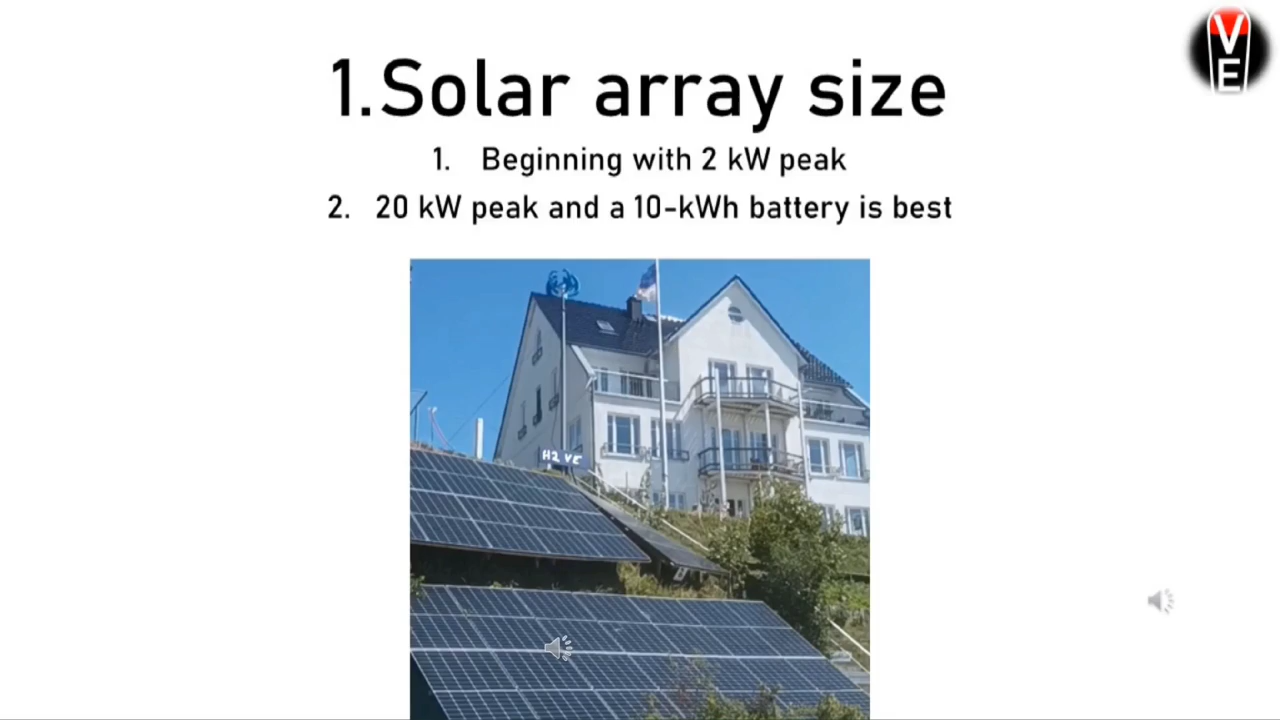 VE
1.Solar array size
1. Beginning with 2 kW peak
2. 20 kW peak and a 10-kWh battery is best
H2 VE